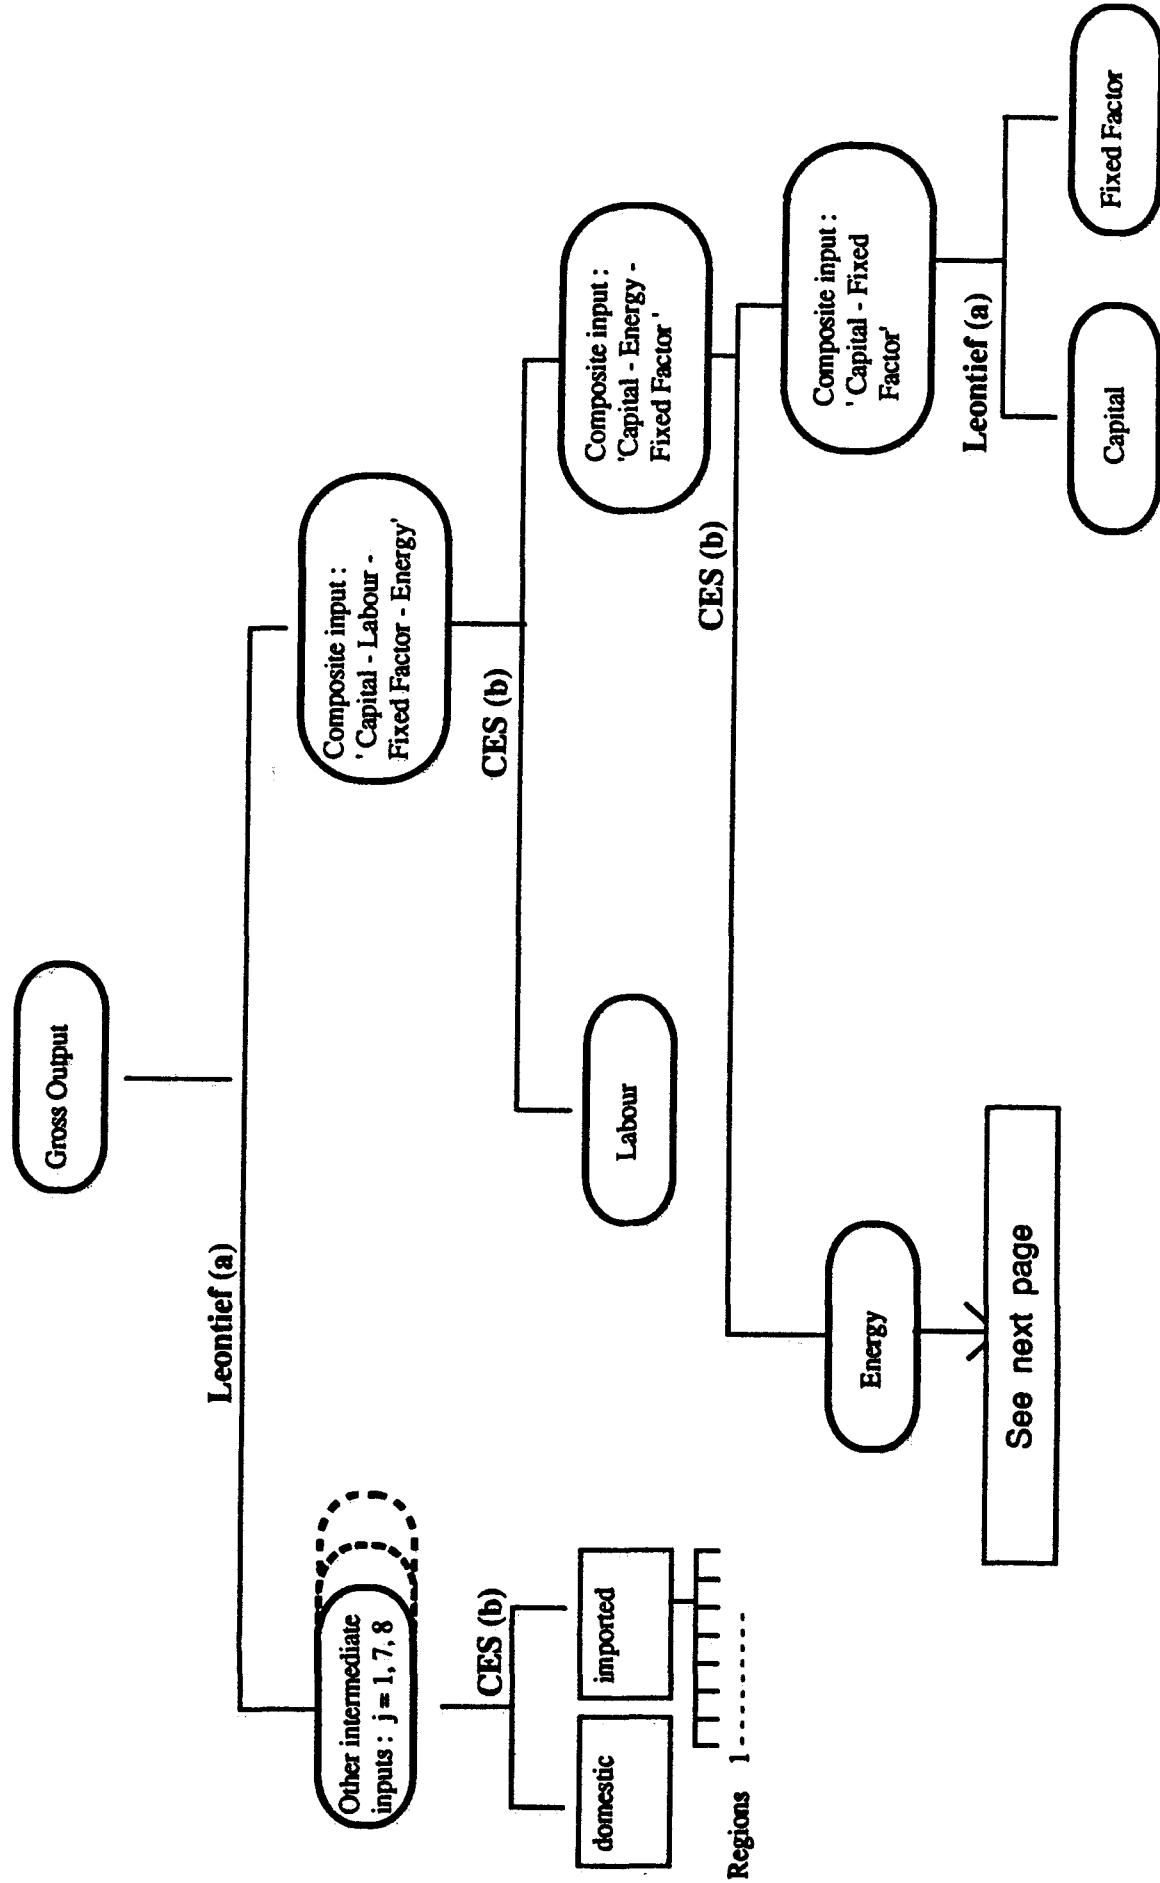 Gross Output
Leontief (a)
Other intermediate
inputs : j = 1, 7, 8
Composite input :
' Capital - Labour -
Fixed Factor - Energy'
CES (b)
CES (b)
domestic
imported
Regions 1---------
Labour
Composite input :
'Capital - Energy -
Fixed Factor '
CES (b)
Energy
See next page
Composite input :
' Capital - Fixed
Factor'
Leontief (a)
Capital
Fixed Factor